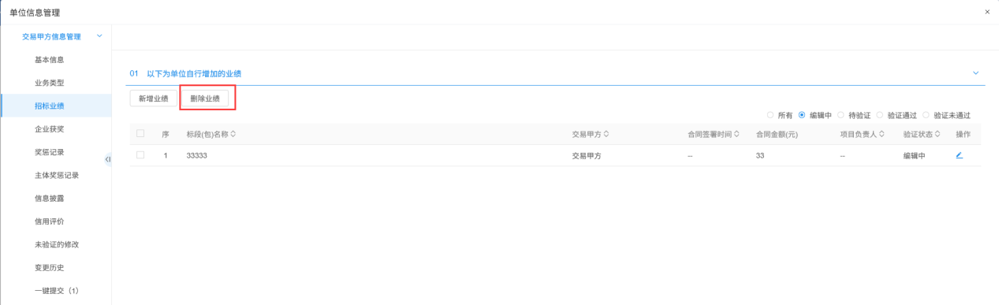 单位信息管理
交易甲方信息管理
基本信息
业务类型
招标业绩
企业获奖
奖惩记录
主体奖惩记录
信息披露
信用评价
未验证的修改
变更历史
一键提交（1）
01 以下为单位自行增加的业绩
新增业绩 删除业绩
所有 编辑中 待验证 验证通过 验证未通过
序 标段(包)名称 交易甲方 合同签署时间 合同金额(元) 项目负责人 验证状态 操作
1 33333 交易甲方 -- 33 -- 编辑中